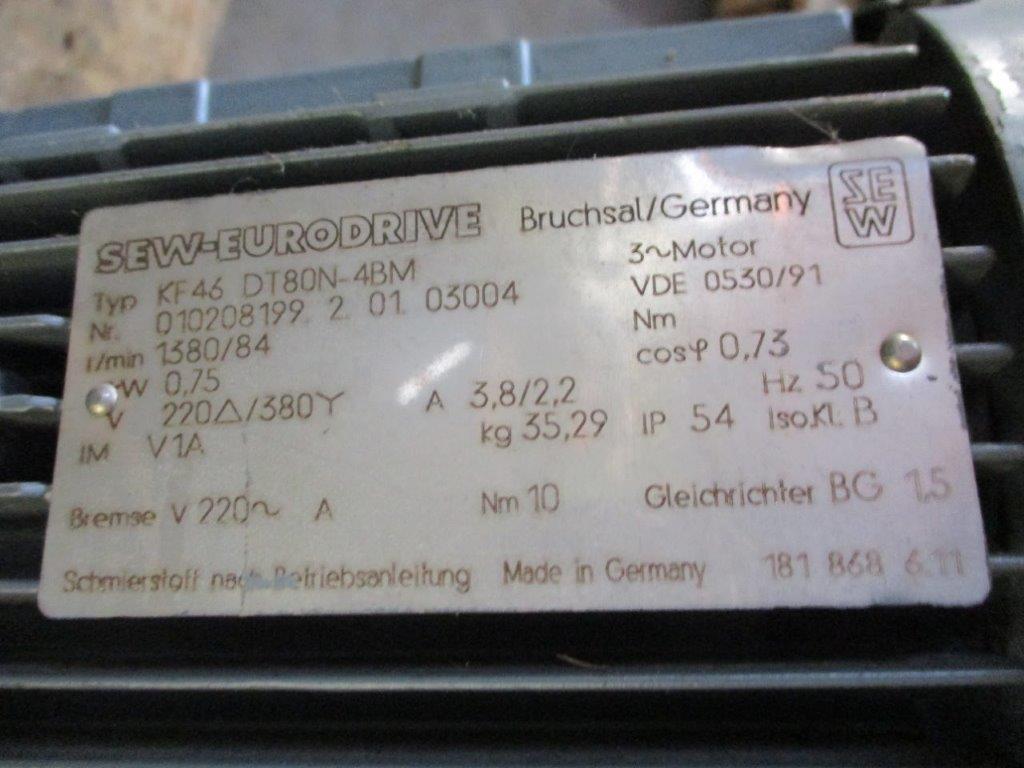 SEW-EURODRIVE Bruchsal/Germany SEW
Typ KF46 DT80N-4BM 3~Motor
Nr. 010208199. 2. 01. 03004 VDE 0530/91
r/min 1380/84 Nm
kW 0,75 cosφ 0,73
V 220Δ/380Y A 3,8/2,2 Hz 50
IM V1A kg 35,29 IP 54 Iso.Kl. B
Bremse V 220~ A Nm 10 Gleichrichter BG 1.5
Schmierstoff nach Betriebsanleitung Made in Germany 181 868 6.11